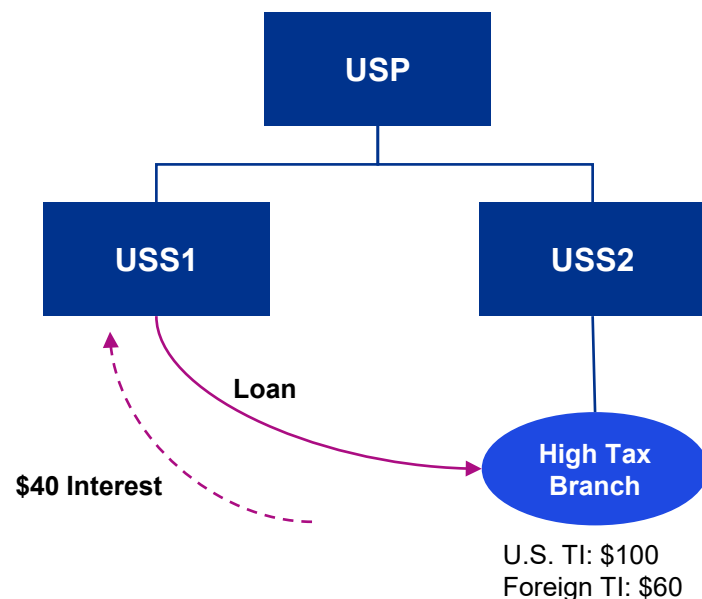 USP
USS1
USS2
Loan
$40 Interest
High Tax
Branch
U.S. TI: $100
Foreign TI: $60